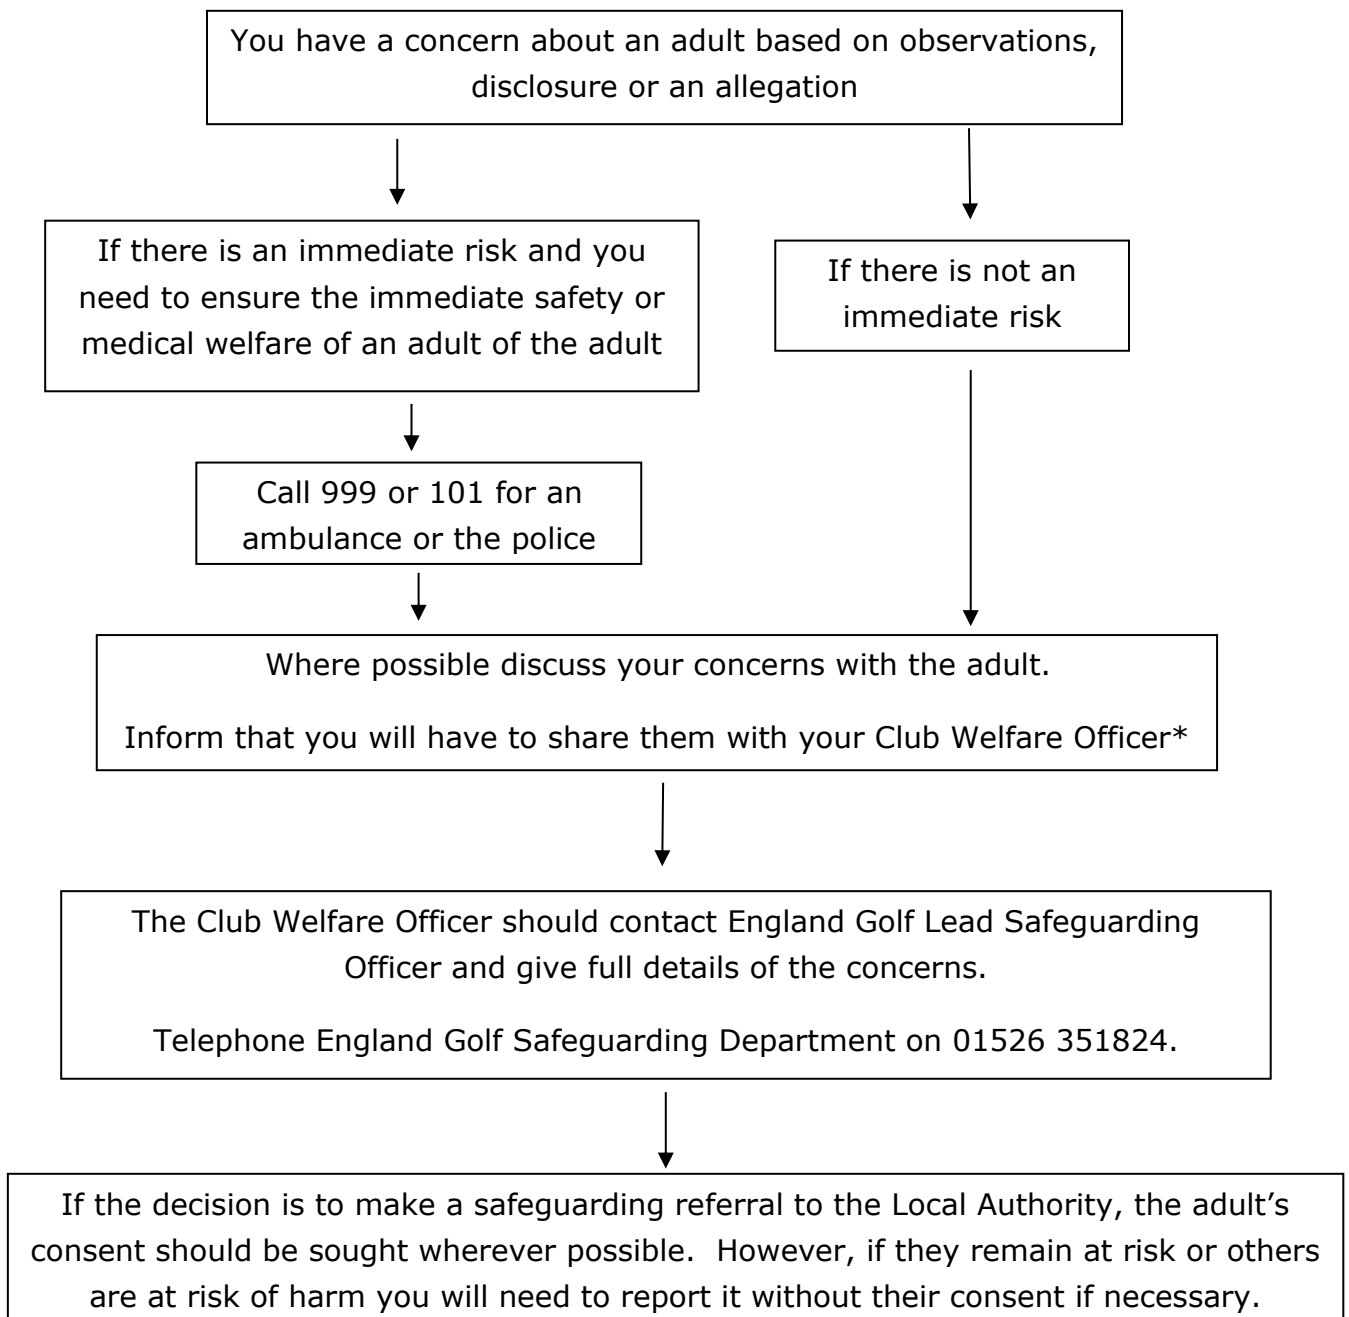 You have a concern about an adult based on observations,
disclosure or an allegation
If there is an immediate risk and you
need to ensure the immediate safety or
medical welfare of an adult of the adult
If there is not an
immediate risk
Call 999 or 101 for an
ambulance or the police
Where possible discuss your concerns with the adult.
Inform that you will have to share them with your Club Welfare Officer*
The Club Welfare Officer should contact England Golf Lead Safeguarding
Officer and give full details of the concerns.
Telephone England Golf Safeguarding Department on 01526 351824.
If the decision is to make a safeguarding referral to the Local Authority, the adult’s
consent should be sought wherever possible.  However, if they remain at risk or others
are at risk of harm you will need to report it without their consent if necessary.